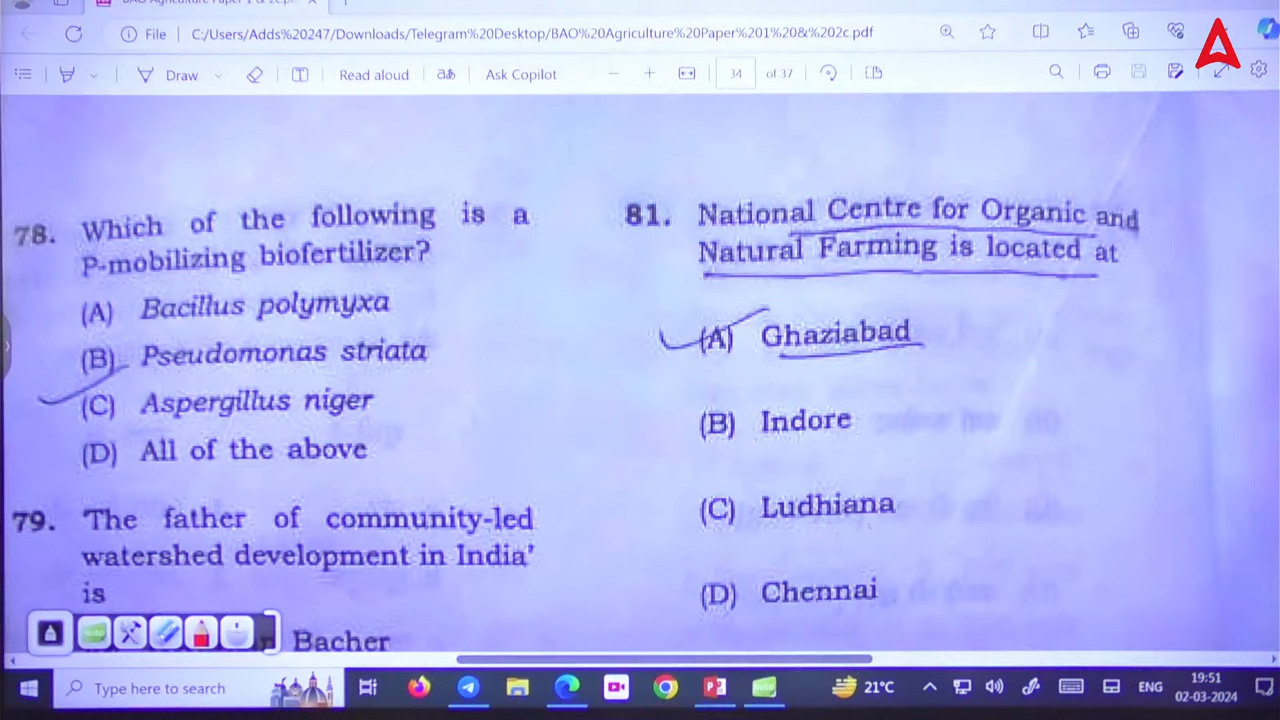 File
C:/Users/Adds%20247/Downloads/Telegram%20Desktop/BAO%20Agriculture%20Paper%201%20&%202c.pdf
Draw
T
Read aloud
aあ
Ask Copilot
34
of 37
78. Which of the following is a
P-mobilizing biofertilizer?
(A) Bacillus polymyxa
(B) Pseudomonas striata
(C) Aspergillus niger
(D) All of the above
79. The father of community-led
watershed development in India'
is
Bacher
81. National Centre for Organic and
Natural Farming is located at
(A) Ghaziabad
(B) Indore
(C) Ludhiana
(D) Chennai
Type here to search
21°C
ENG
19:51
02-03-2024